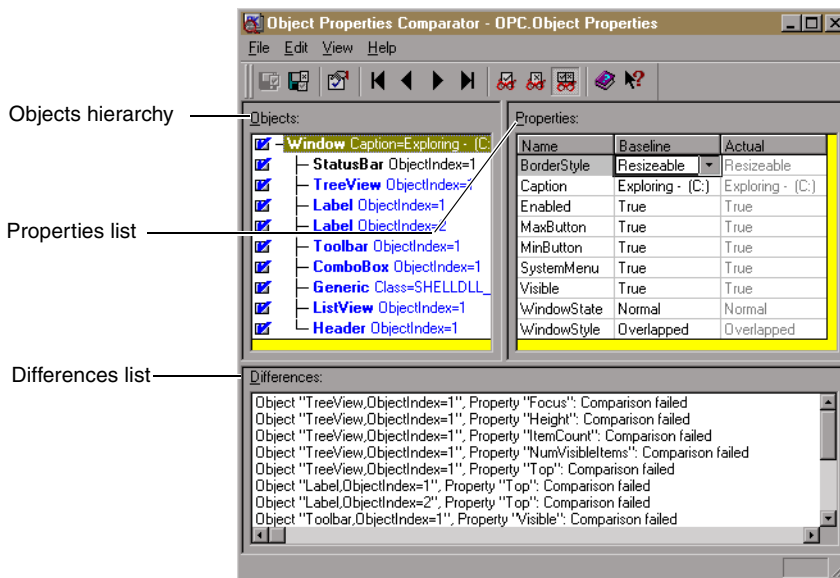 Object Properties Comparator - OPC.Object Properties
File Edit View Help
Objects hierarchy
Objects:
Window Caption=Exploring - (C:
StatusBar ObjectIndex=1
TreeView ObjectIndex=1
Label ObjectIndex=1
Label ObjectIndex=2
Toolbar ObjectIndex=1
ComboBox ObjectIndex=1
Generic Class=SHELLDLL_
ListView ObjectIndex=1
Header ObjectIndex=1
Properties list
Properties:
Name Baseline Actual
BorderStyle Resizeable Resizeable
Caption Exploring - (C:) Exploring - (C:)
Enabled True True
MaxButton True True
MinButton True True
SystemMenu True True
Visible True True
WindowState Normal Normal
WindowStyle Overlapped Overlapped
Differences list
Differences:
Object "TreeView,ObjectIndex=1", Property "Focus": Comparison failed
Object "TreeView,ObjectIndex=1", Property "Height": Comparison failed
Object "TreeView,ObjectIndex=1", Property "ItemCount": Comparison failed
Object "TreeView,ObjectIndex=1", Property "NumVisibleItems": Comparison failed
Object "TreeView,ObjectIndex=1", Property "Top": Comparison failed
Object "Label,ObjectIndex=1", Property "Top": Comparison failed
Object "Label,ObjectIndex=2", Property "Top": Comparison failed
Object "Toolbar,ObjectIndex=1", Property "Visible": Comparison failed